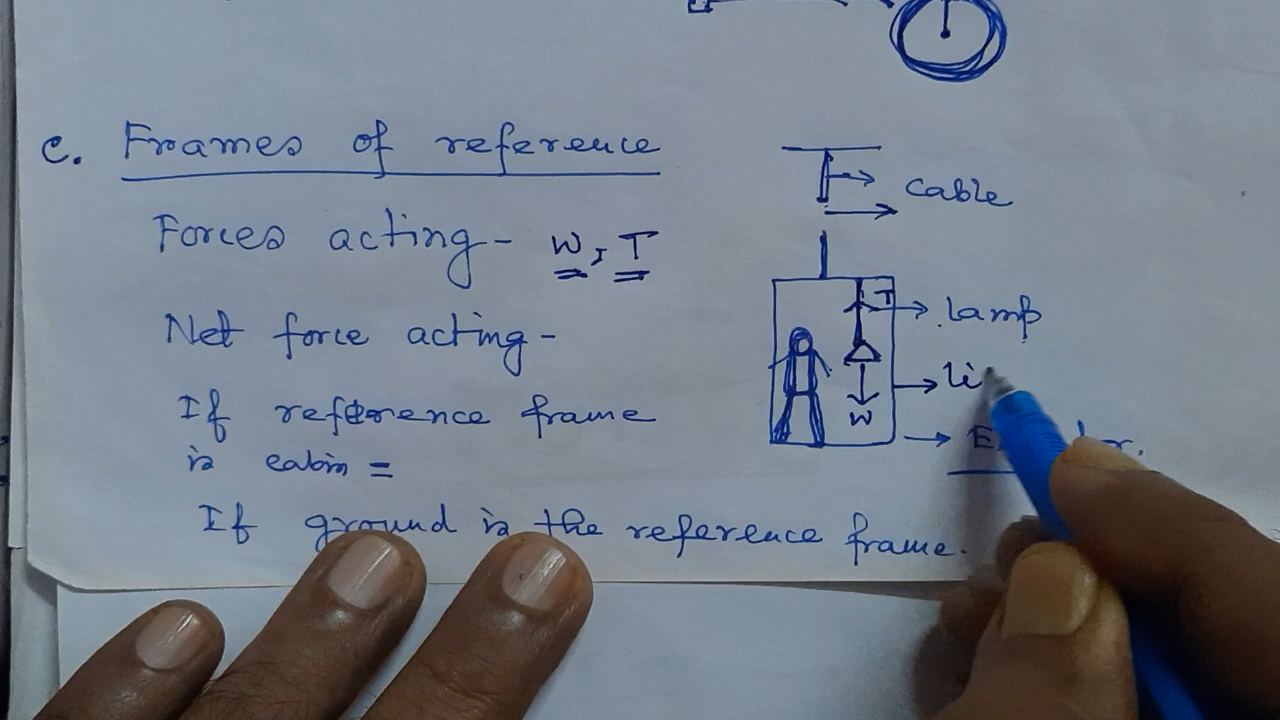 c. Frames of reference
Forces acting - W, T
Net force acting -
If reference frame
is cabin =
If ground is the reference frame.
T → cable
T → lamp
→ li
W